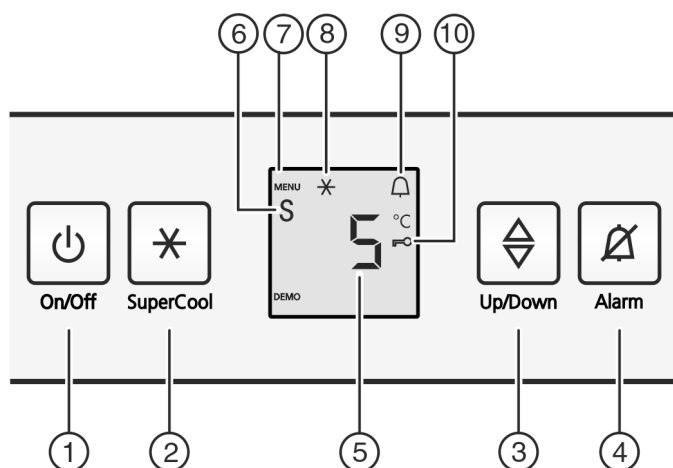 6 7 8 9 10
MENU
S
5 °C
DEMO
On/Off SuperCool Up/Down Alarm
1 2 5 3 4